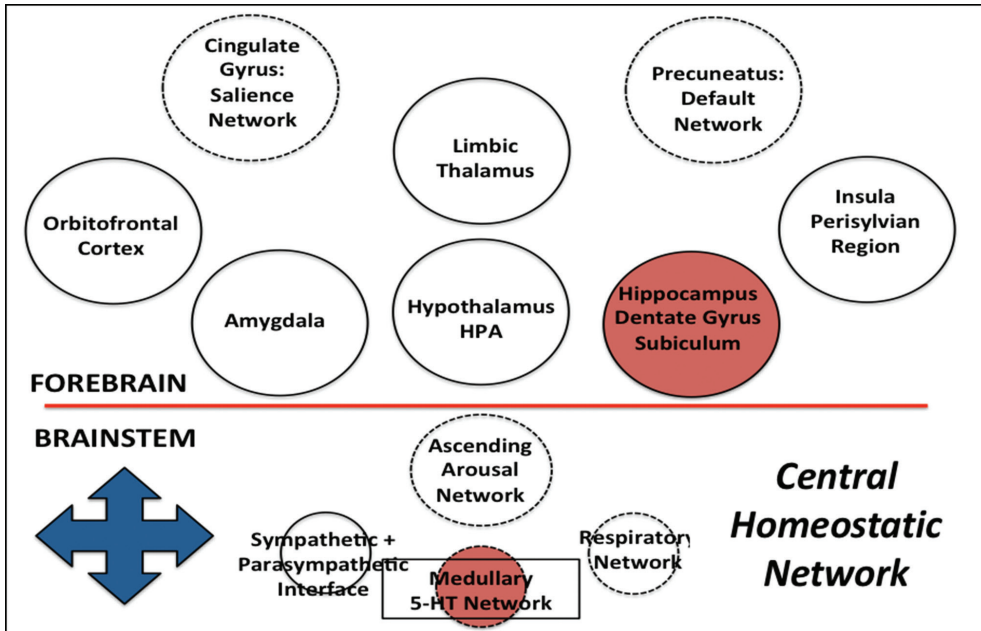 Cingulate
Gyrus:
Salience
Network
Precuneatus:
Default
Network
Limbic
Thalamus
Orbitofrontal
Cortex
Insula
Perisylvian
Region
Amygdala
Hypothalamus
HPA
Hippocampus
Dentate Gyrus
Subiculum
FOREBRAIN
BRAINSTEM
Ascending
Arousal
Network
Central
Homeostatic
Network
Sympathetic +
Parasympathetic
Interface
Medullary
5-HT Network
Respiratory
Network